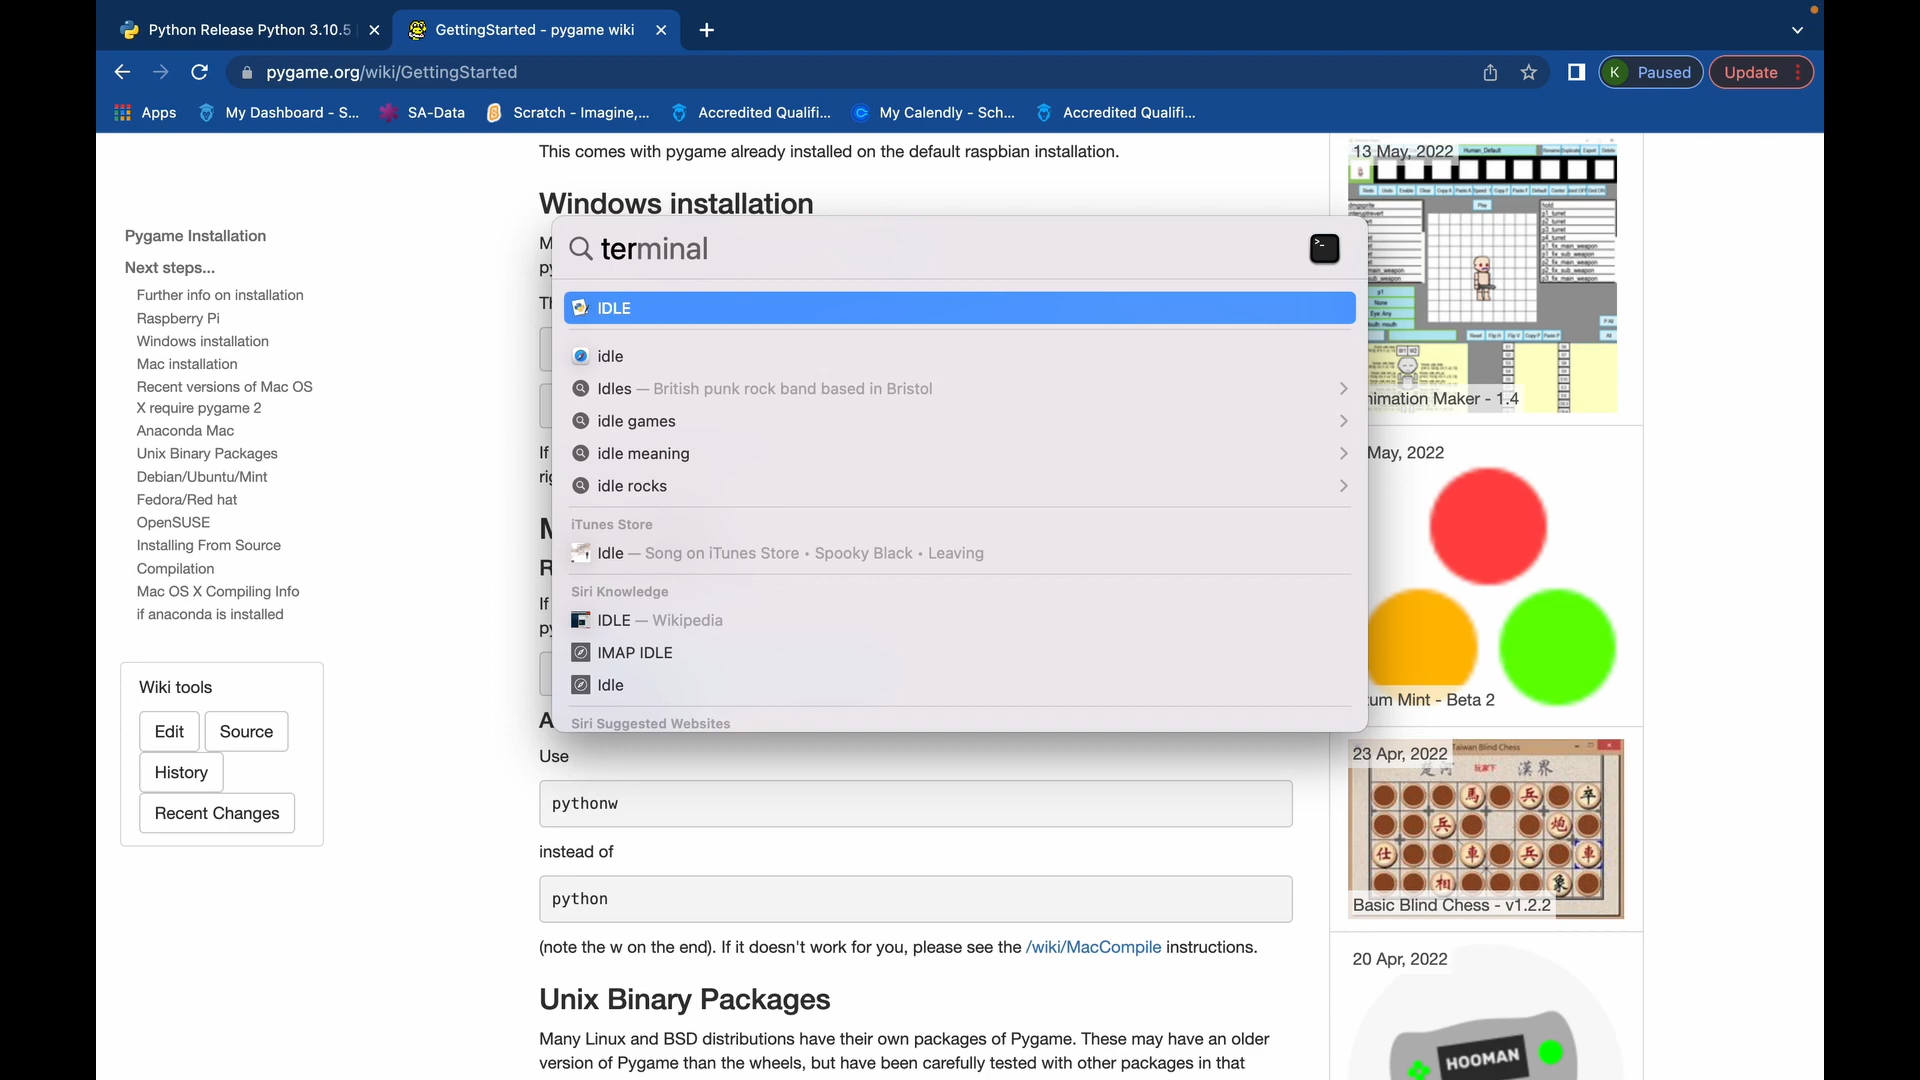 Python Release Python 3.10.5
GettingStarted - pygame wiki
pygame.org/wiki/GettingStarted
K Paused
Update
Apps
My Dashboard - S...
SA-Data
Scratch - Imagine,...
Accredited Qualifi...
My Calendly - Sch...
Accredited Qualifi...
Pygame Installation
Next steps...
Further info on installation
Raspberry Pi
Windows installation
Mac installation
Recent versions of Mac OS
X require pygame 2
Anaconda Mac
Unix Binary Packages
Debian/Ubuntu/Mint
Fedora/Red hat
OpenSUSE
Installing From Source
Compilation
Mac OS X Compiling Info
if anaconda is installed
Wiki tools
Edit
Source
History
Recent Changes
This comes with pygame already installed on the default raspbian installation.
Windows installation
terminal
IDLE
idle
Idles — British punk rock band based in Bristol
idle games
idle meaning
idle rocks
iTunes Store
Idle — Song on iTunes Store • Spooky Black • Leaving
Siri Knowledge
IDLE — Wikipedia
IMAP IDLE
Idle
Siri Suggested Websites
Use
pythonw
instead of
python
(note the w on the end). If it doesn't work for you, please see the /wiki/MacCompile instructions.
Unix Binary Packages
Many Linux and BSD distributions have their own packages of Pygame. These may have an older
version of Pygame than the wheels, but have been carefully tested with other packages in that
13 May, 2022
nimation Maker - 1.4
May, 2022
um Mint - Beta 2
23 Apr, 2022
Taiwan Blind Chess
漢界
Basic Blind Chess - v1.2.2
20 Apr, 2022
HOOMAN